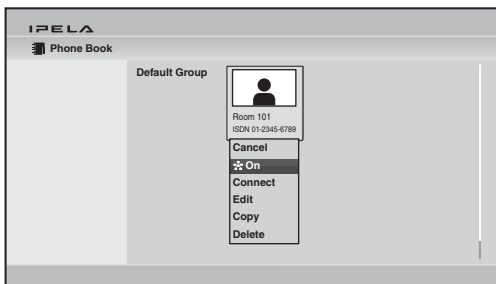 IPELA
Phone Book
Default Group
Room 101
ISDN 01-2345-6789
Cancel
On
Connect
Edit
Copy
Delete